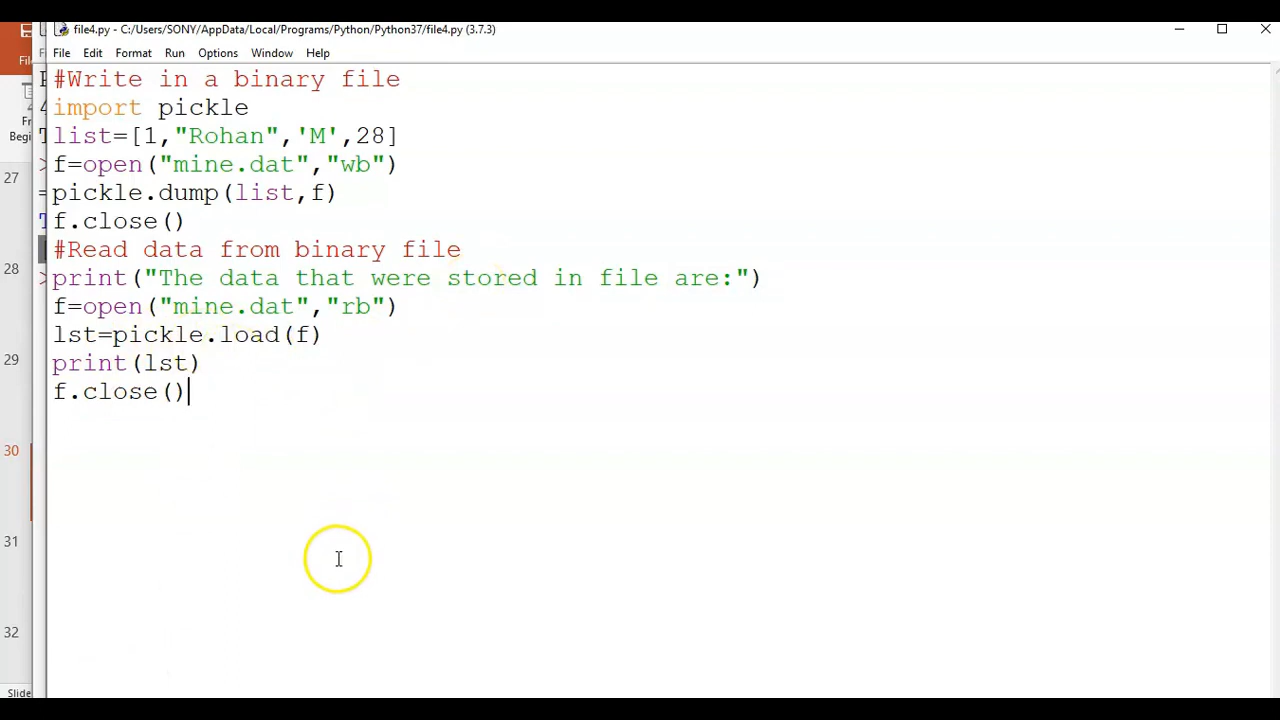 file4.py - C:/Users/SONY/AppData/Local/Programs/Python/Python37/file4.py (3.7.3)
File Edit Format Run Options Window Help
#Write in a binary file
import pickle
list=[1,"Rohan",'M',28]
f=open("mine.dat","wb")
pickle.dump(list,f)
f.close()
#Read data from binary file
print("The data that were stored in file are:")
f=open("mine.dat","rb")
lst=pickle.load(f)
print(lst)
f.close()
27
28
29
30
31
32
Slide